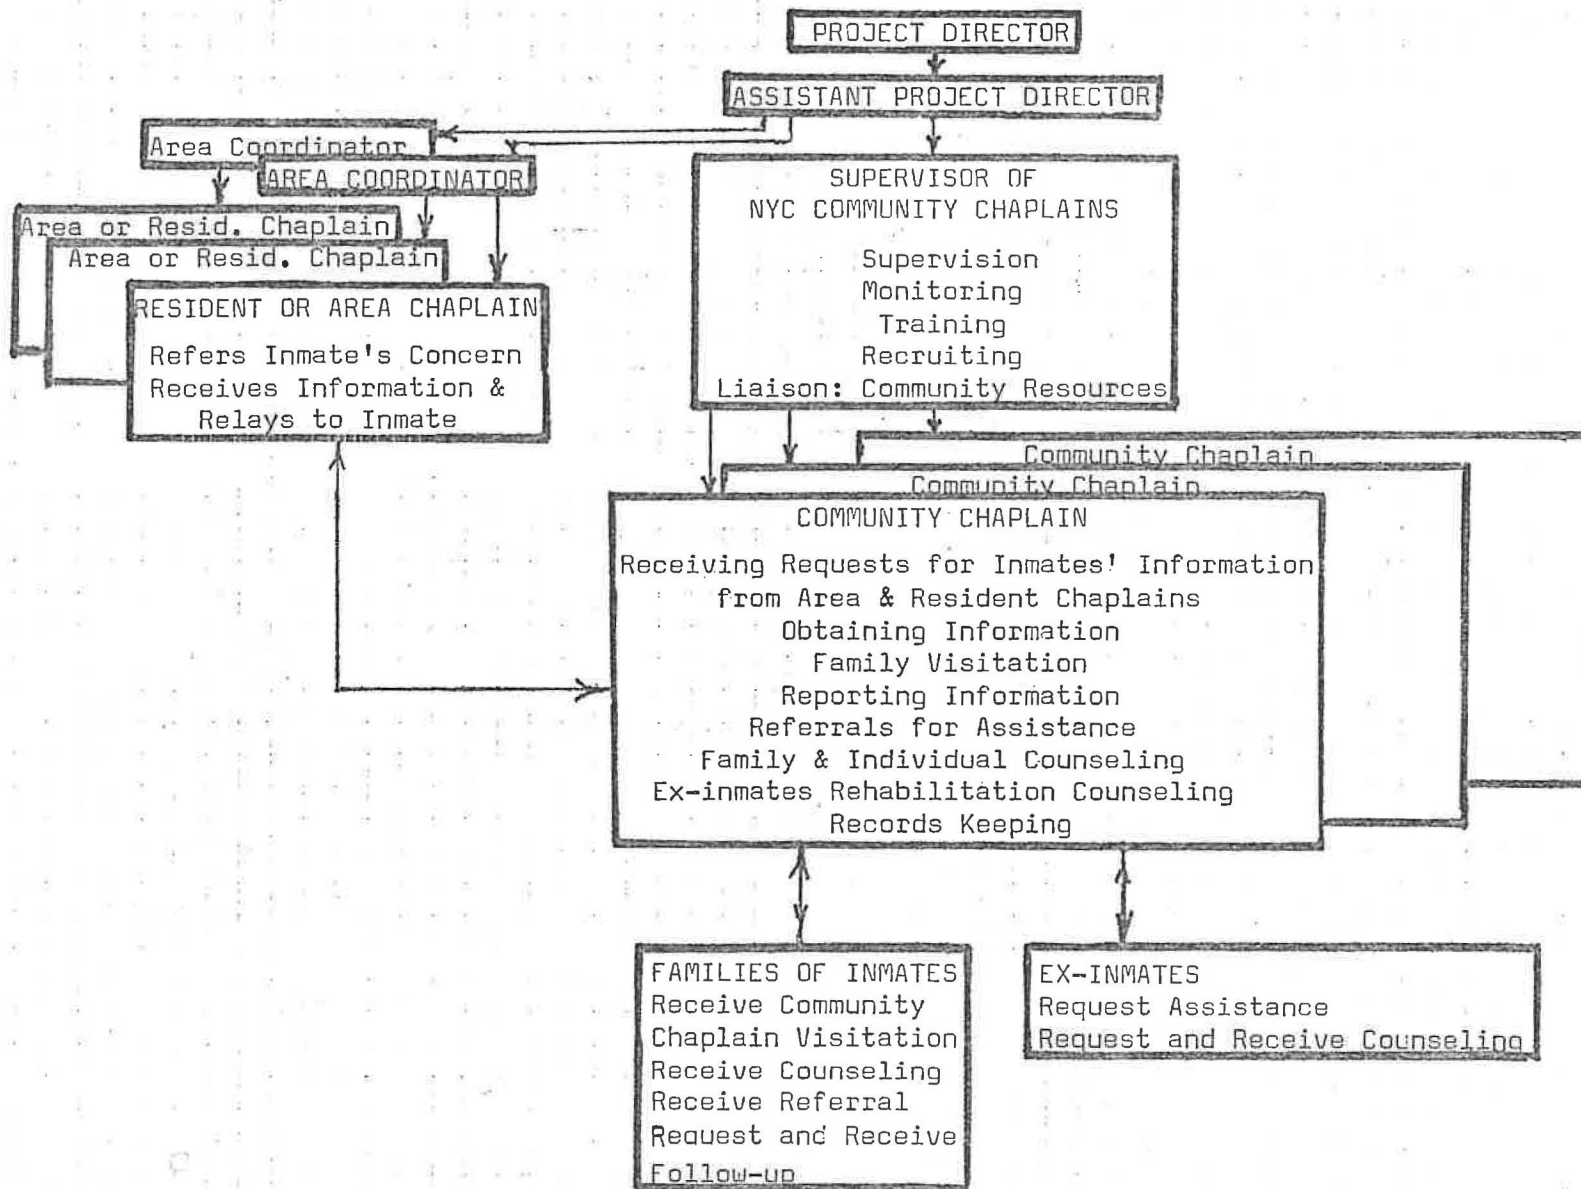 PROJECT DIRECTOR
ASSISTANT PROJECT DIRECTOR
Area Coordinator
AREA COORDINATOR
Area or Resid. Chaplain
Area or Resid. Chaplain
RESIDENT OR AREA CHAPLAIN
Refers Inmate's Concern
Receives Information &
Relays to Inmate
SUPERVISOR OF
NYC COMMUNITY CHAPLAINS
Supervision
Monitoring
Training
Recruiting
Liaison: Community Resources
Community Chaplain
Community Chaplain
COMMUNITY CHAPLAIN
Receiving Requests for Inmates' Information
from Area & Resident Chaplains
Obtaining Information
Family Visitation
Reporting Information
Referrals for Assistance
Family & Individual Counseling
Ex-inmates Rehabilitation Counseling
Records Keeping
FAMILIES OF INMATES
Receive Community
Chaplain Visitation
Receive Counseling
Receive Referral
Request and Receive
Follow-up
EX-INMATES
Request Assistance
Request and Receive Counseling